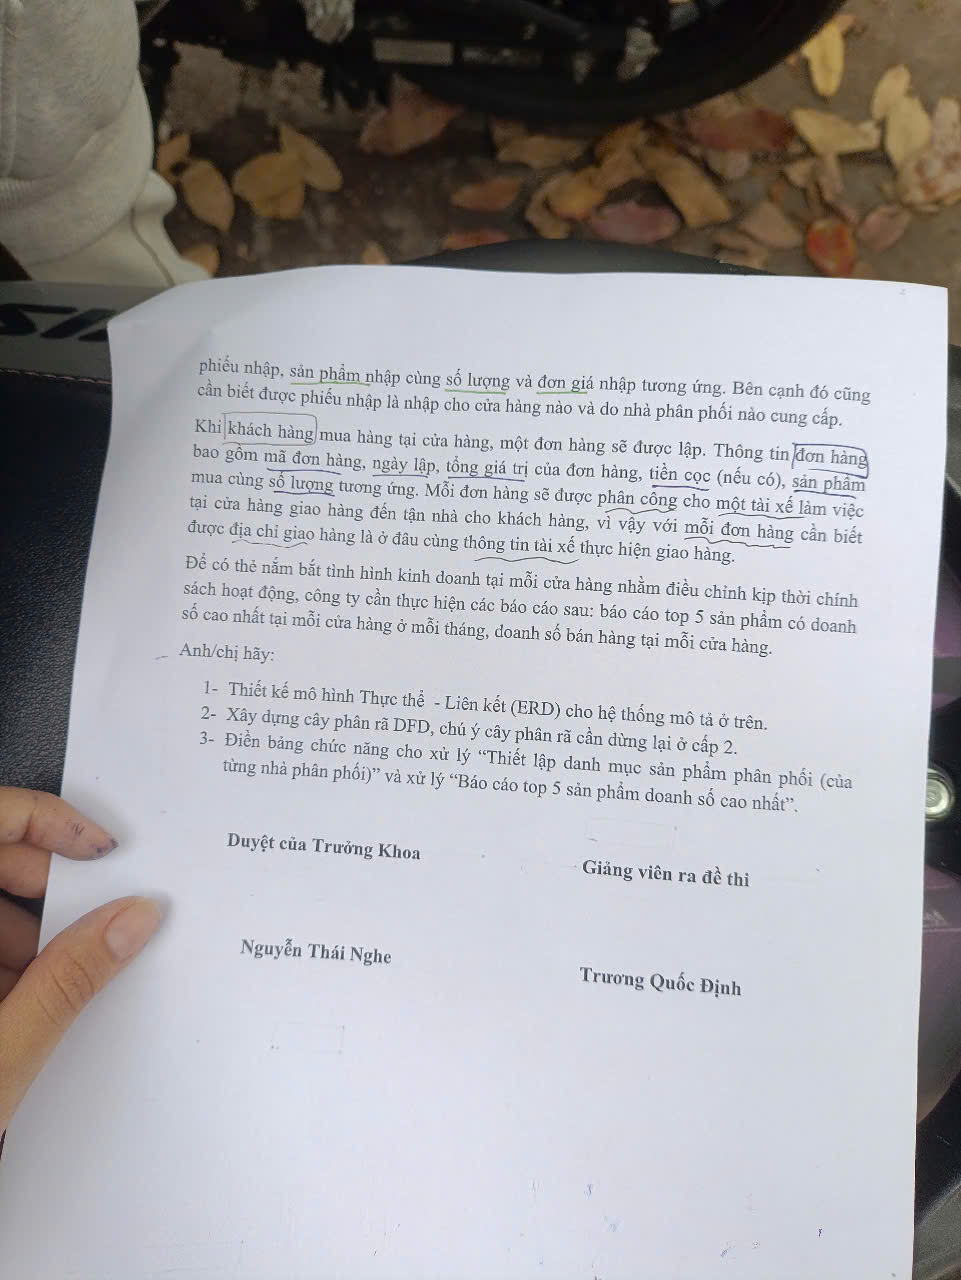 phiếu nhập, sản phẩm nhập cùng số lượng và đơn giá nhập tương ứng. Bên cạnh đó cũng
cần biết được phiếu nhập là nhập cho cửa hàng nào và do nhà phân phối nào cung cấp.
Khi khách hàng mua hàng tại cửa hàng, một đơn hàng sẽ được lập. Thông tin đơn hàng
bao gồm mã đơn hàng, ngày lập, tổng giá trị của đơn hàng, tiền cọc (nếu có), sản phẩm
mua cùng số lượng tương ứng. Mỗi đơn hàng sẽ được phân công cho một tài xế làm việc
tại cửa hàng giao hàng đến tận nhà cho khách hàng, vì vậy với mỗi đơn hàng cần biết
được địa chỉ giao hàng là ở đâu cùng thông tin tài xế thực hiện giao hàng.
Để có thể nắm bắt tình hình kinh doanh tại mỗi cửa hàng nhằm điều chỉnh kịp thời chính
sách hoạt động, công ty cần thực hiện các báo cáo sau: báo cáo top 5 sản phẩm có doanh
số cao nhất tại mỗi cửa hàng ở mỗi tháng, doanh số bán hàng tại mỗi cửa hàng.
Anh/chị hãy:
1- Thiết kế mô hình Thực thể - Liên kết (ERD) cho hệ thống mô tả ở trên.
2- Xây dựng cây phân rã DFD, chú ý cây phân rã cần dừng lại ở cấp 2.
3- Điền bảng chức năng cho xử lý “Thiết lập danh mục sản phẩm phân phối (của
từng nhà phân phối)” và xử lý “Báo cáo top 5 sản phẩm doanh số cao nhất”.
Duyệt của Trưởng Khoa
Giảng viên ra đề thi
Nguyễn Thái Nghe
Trương Quốc Định